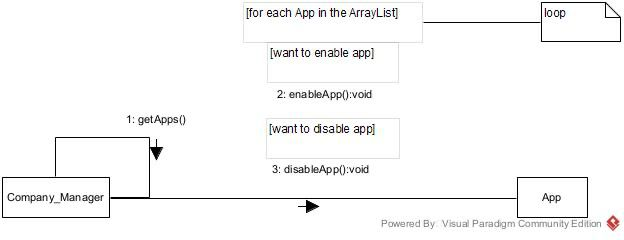 [for each App in the ArrayList]
loop
[want to enable app]
2: enableApp():void
1: getApps()
[want to disable app]
3: disableApp():void
Company_Manager
App
Powered By: Visual Paradigm Community Edition